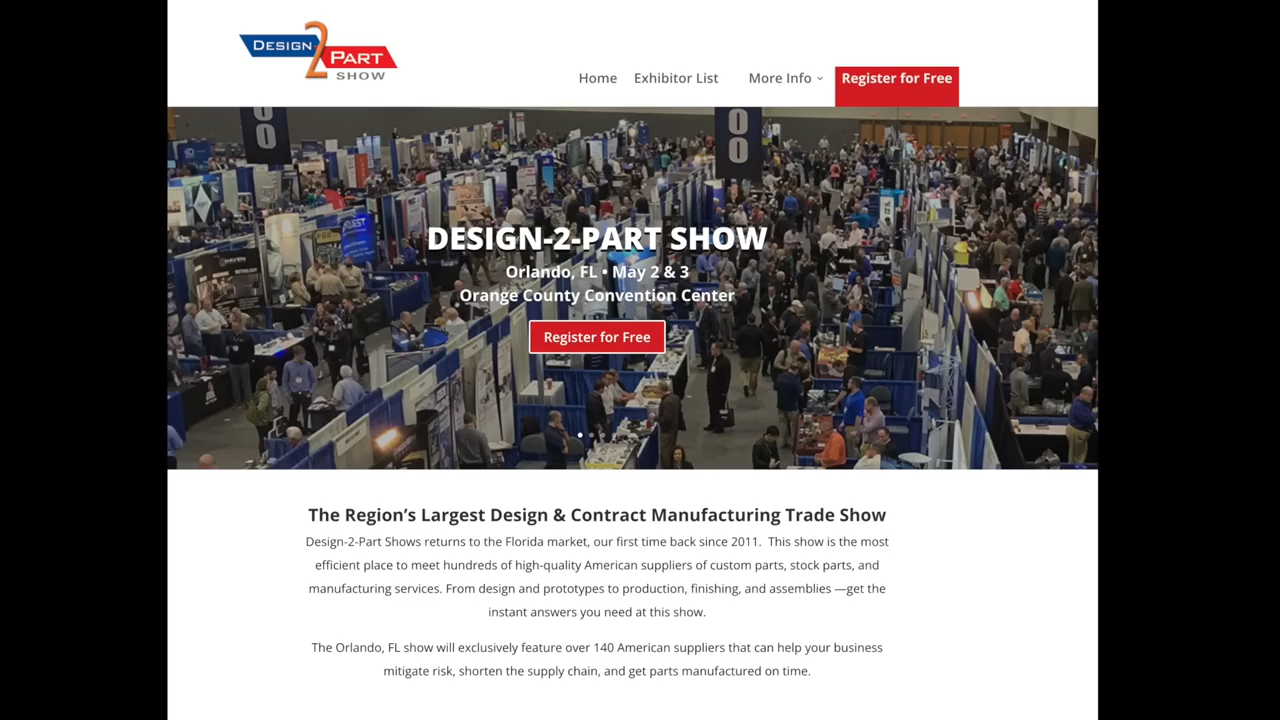 DESIGN 2 PART
SHOW
Home Exhibitor List More Info Register for Free
DESIGN-2-PART SHOW
Orlando, FL • May 2 & 3
Orange County Convention Center
Register for Free
The Region’s Largest Design & Contract Manufacturing Trade Show
Design-2-Part Shows returns to the Florida market, our first time back since 2011.  This show is the most
efficient place to meet hundreds of high-quality American suppliers of custom parts, stock parts, and
manufacturing services. From design and prototypes to production, finishing, and assemblies —get the
instant answers you need at this show.
The Orlando, FL show will exclusively feature over 140 American suppliers that can help your business
mitigate risk, shorten the supply chain, and get parts manufactured on time.